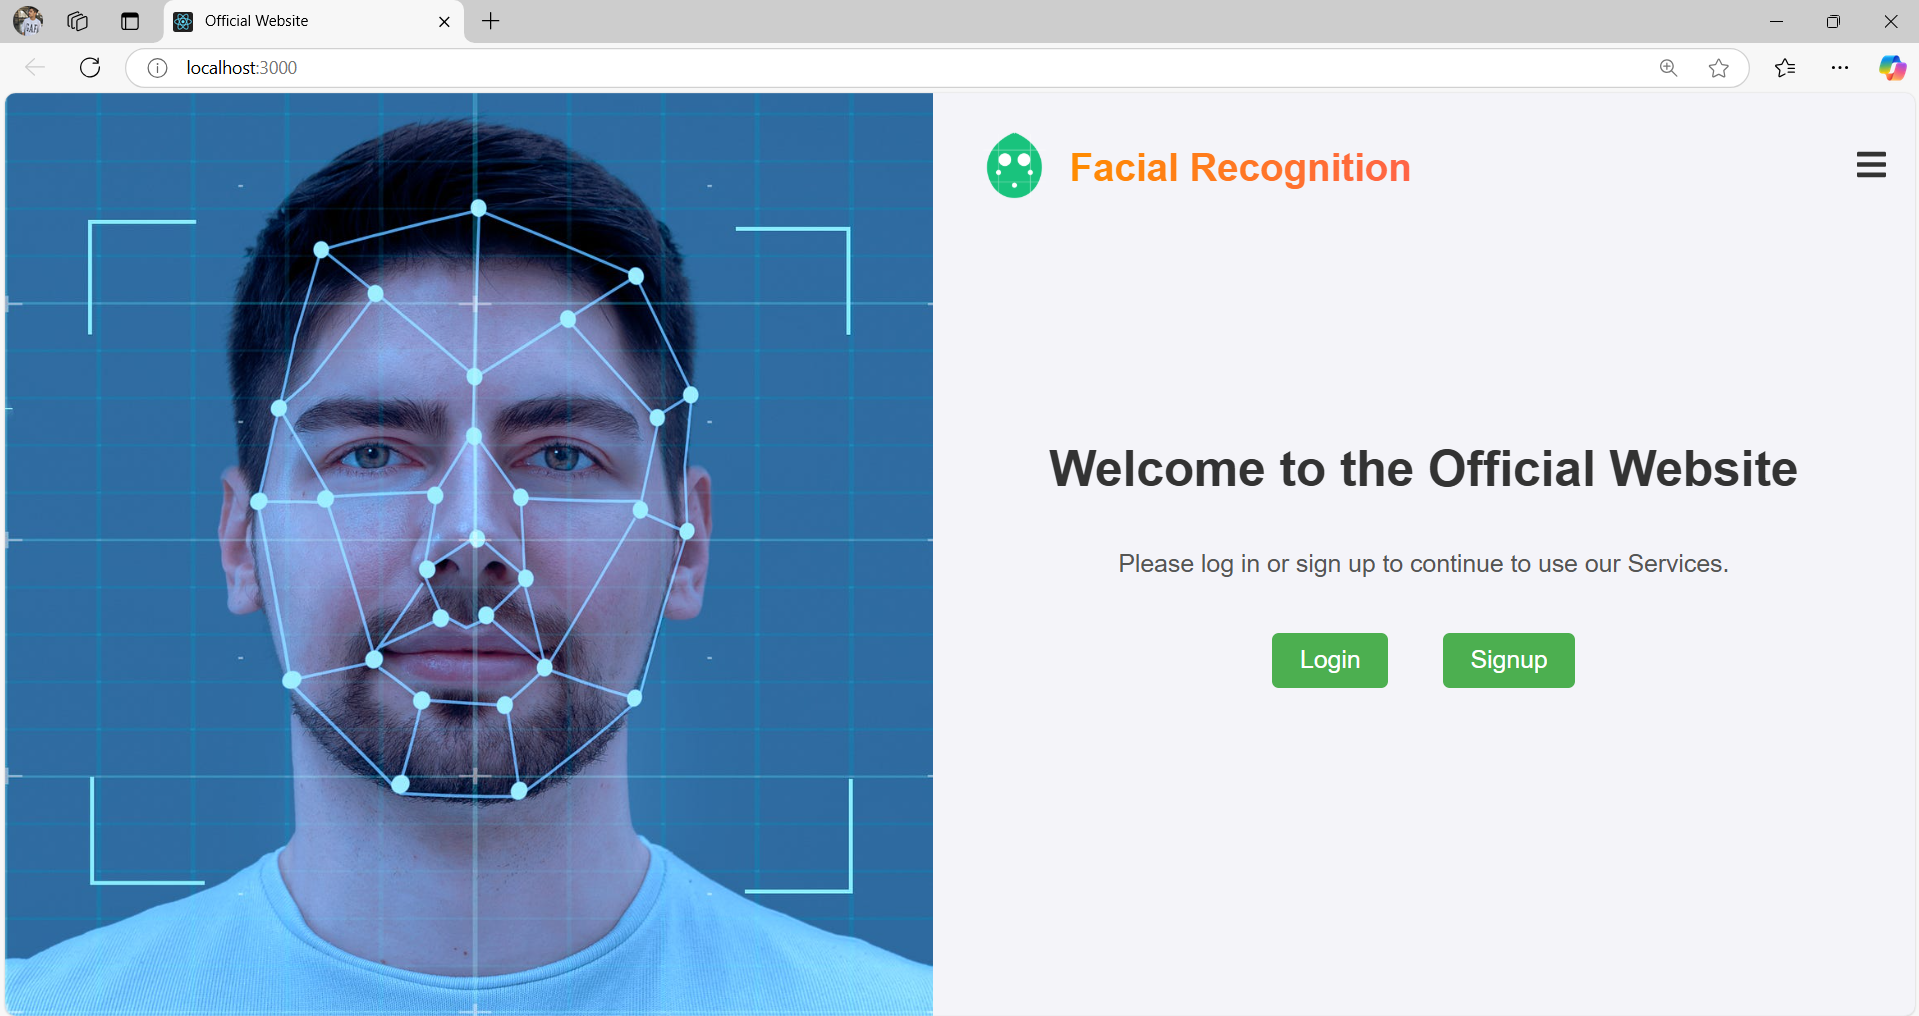 Official Website
localhost:3000
Facial Recognition
Welcome to the Official Website
Please log in or sign up to continue to use our Services.
Login
Signup